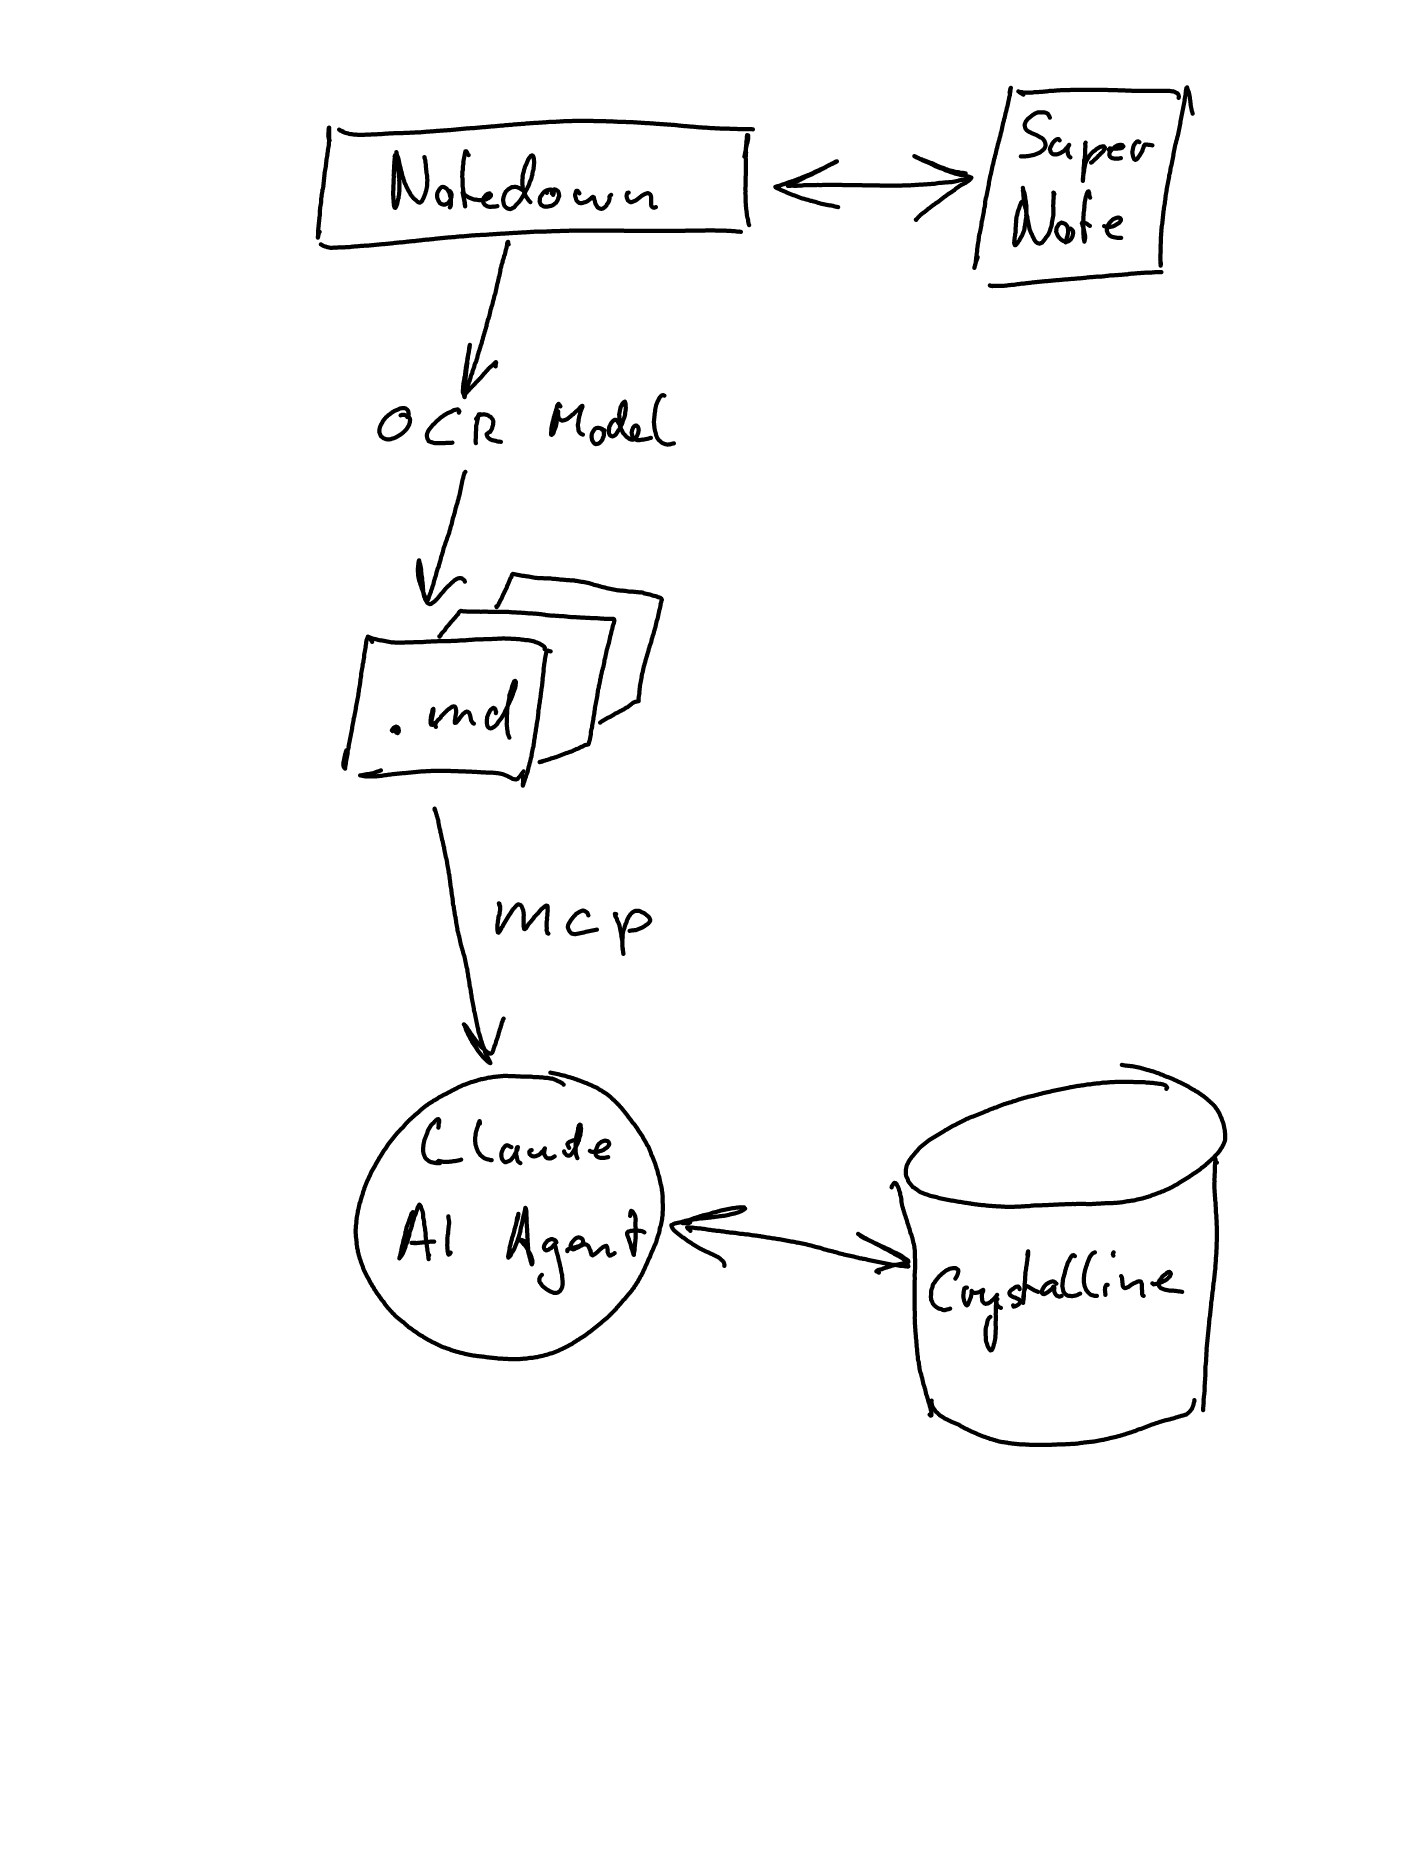 Notedown
Super
Note
OCR Model
.md
mcp
Claude
AI Agent
Crystalline